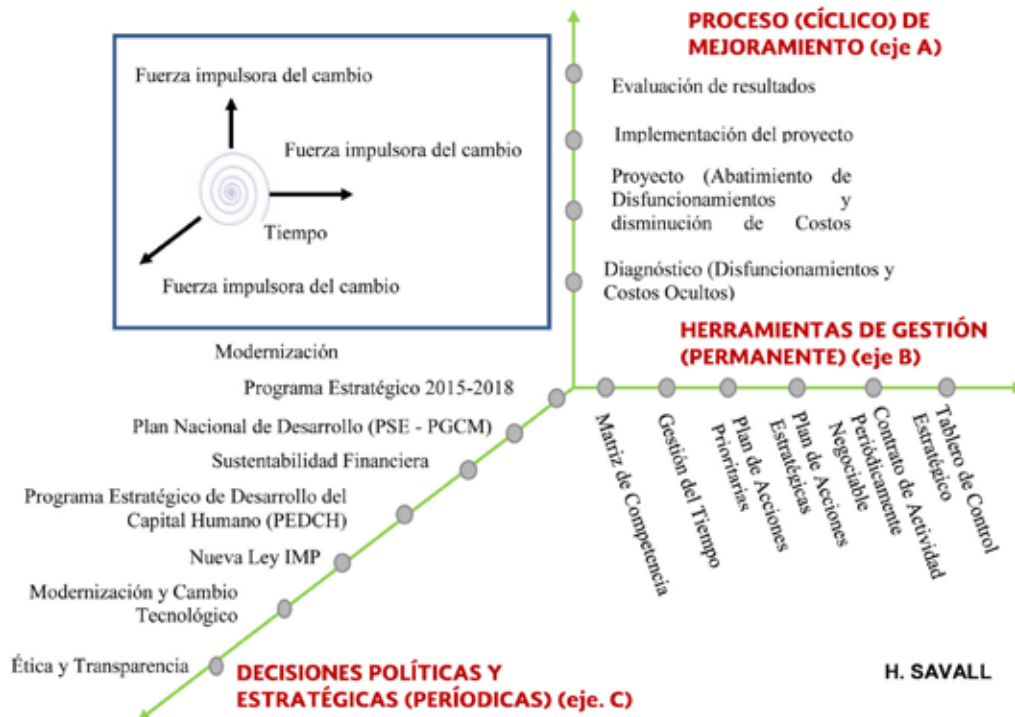 PROCESO (CÍCLICO) DE
MEJORAMIENTO (eje A)
Evaluación de resultados
Implementación del proyecto
Proyecto (Abatimiento de
Disfuncionamientos y
disminución de Costos
Diagnóstico (Disfuncionamientos y
Costos Ocultos)
Fuerza impulsora del cambio
Fuerza impulsora del cambio
Tiempo
Fuerza impulsora del cambio
HERRAMIENTAS DE GESTIÓN
(PERMANENTE) (eje B)
Matriz de Competencia
Gestión del Tiempo
Plan de Acciones
Prioritarias
Plan de Acciones
Estratégicas
Contrato de Actividad
Periódicamente
Negociable
Tablero de Control
Estratégico
Modernización
Programa Estratégico 2015-2018
Plan Nacional de Desarrollo (PSE - PGCM)
Sustentabilidad Financiera
Programa Estratégico de Desarrollo del
Capital Humano (PEDCH)
Nueva Ley IMP
Modernización y Cambio
Tecnológico
Ética y Transparencia
DECISIONES POLÍTICAS Y
ESTRATÉGICAS (PERÍODICAS) (eje. C)
H. SAVALL